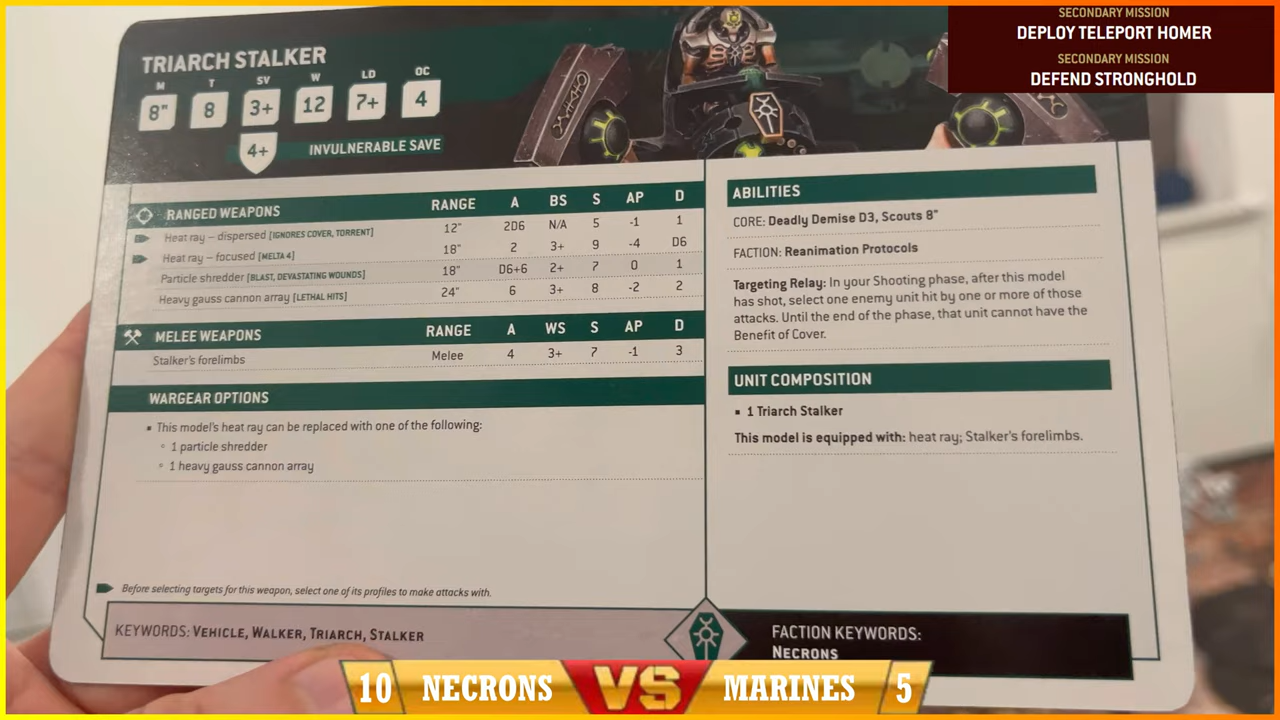 SECONDARY MISSION
DEPLOY TELEPORT HOMER
SECONDARY MISSION
DEFEND STRONGHOLD
TRIARCH STALKER
M T SV W LD OC
8" 8 3+ 12 7+ 4
4+ INVULNERABLE SAVE
RANGED WEAPONS RANGE A BS S AP D
Heat ray – dispersed [IGNORES COVER, TORRENT] 12" 2D6 N/A 5 -1 1
Heat ray – focused [MELTA 4] 18" 2 3+ 9 -4 D6
Particle shredder [BLAST, DEVASTATING WOUNDS] 18" D6+6 2+ 7 0 1
Heavy gauss cannon array [LETHAL HITS] 24" 6 3+ 8 -2 2
MELEE WEAPONS RANGE A WS S AP D
Stalker's forelimbs Melee 4 3+ 7 -1 3
WARGEAR OPTIONS
▪ This model's heat ray can be replaced with one of the following:
◦ 1 particle shredder
◦ 1 heavy gauss cannon array
Before selecting targets for this weapon, select one of its profiles to make attacks with.
KEYWORDS: VEHICLE, WALKER, TRIARCH, STALKER
ABILITIES
CORE: Deadly Demise D3, Scouts 8"
FACTION: Reanimation Protocols
Targeting Relay: In your Shooting phase, after this model
has shot, select one enemy unit hit by one or more of those
attacks. Until the end of the phase, that unit cannot have the
Benefit of Cover.
UNIT COMPOSITION
▪ 1 Triarch Stalker
This model is equipped with: heat ray; Stalker's forelimbs.
FACTION KEYWORDS:
NECRONS
10 NECRONS VS MARINES 5